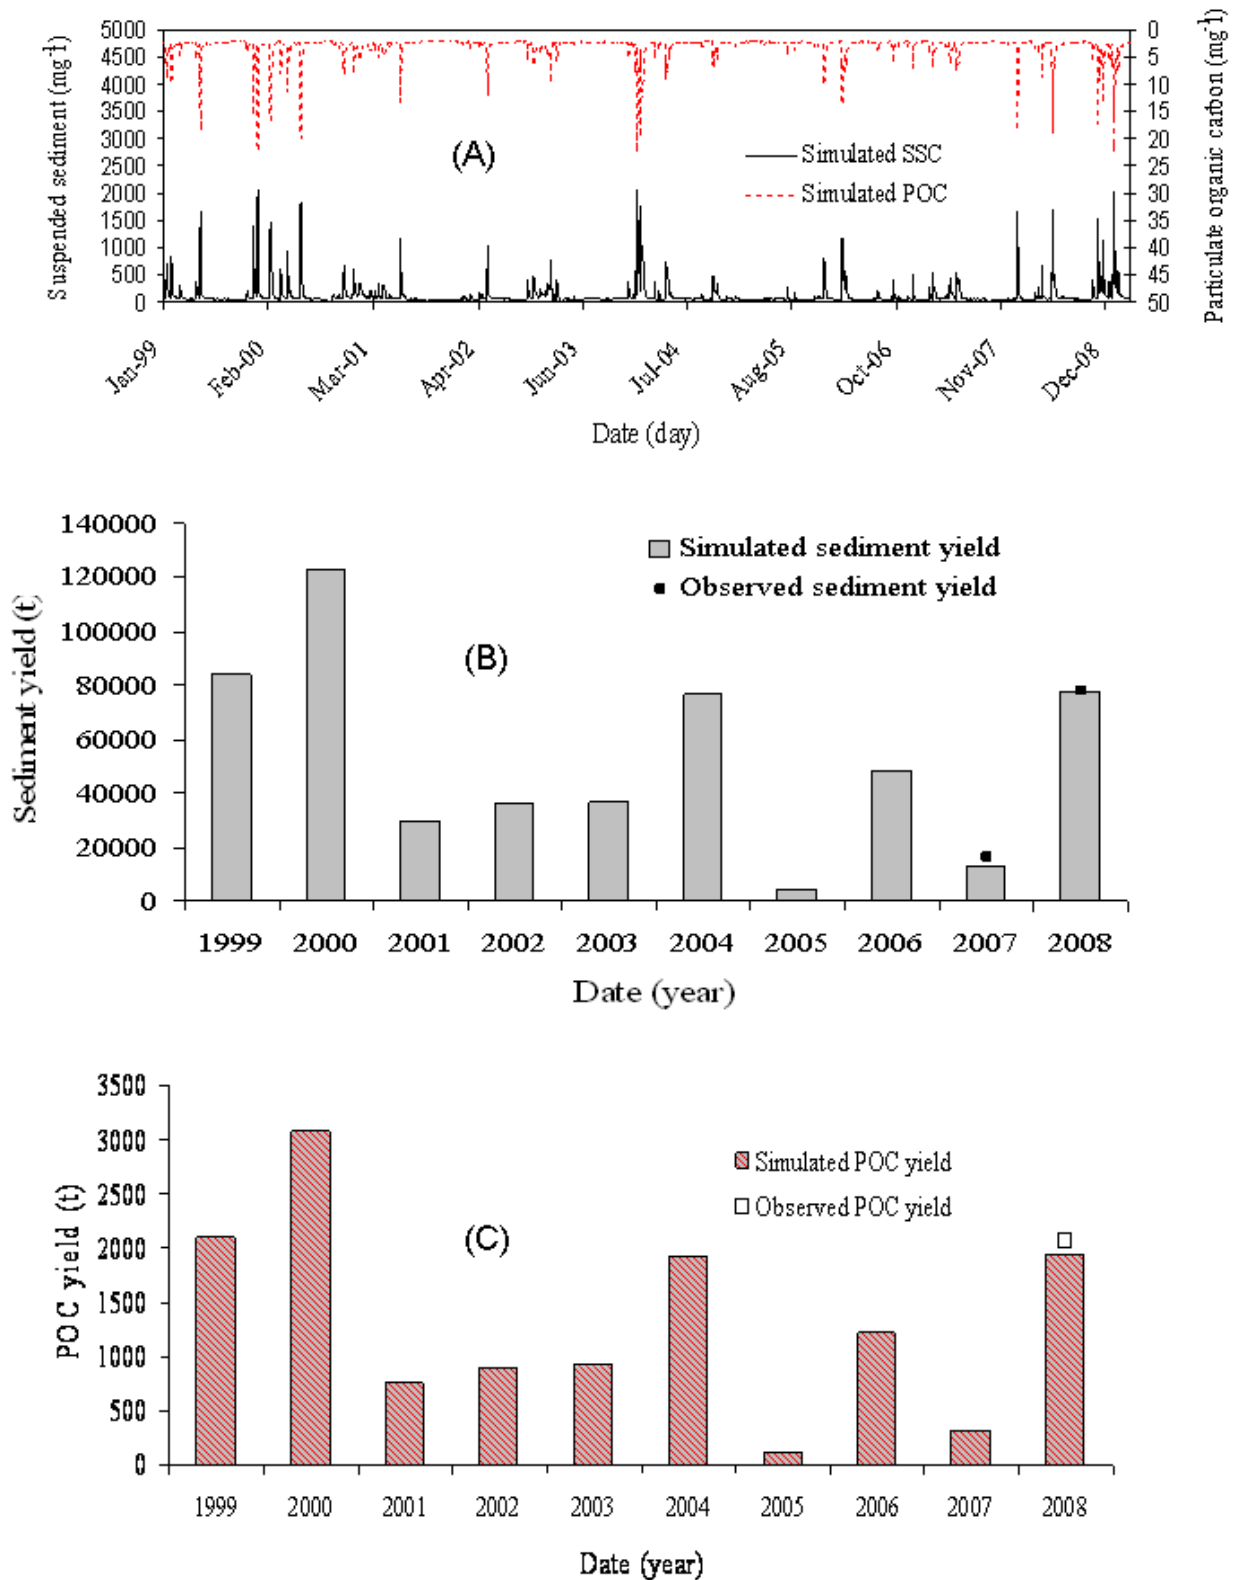 Suspended sediment (mg⁻¹)
5000
4500
4000
3500
3000
2500
2000
1500
1000
500
0
(A)
Simulated SSC
Simulated POC
0
5
10
15
20
25
30
35
40
45
50
Particulate organic carbon (mg⁻¹)
Jan-99 Feb-00 Mar-01 Apr-02 Jun-03 Jul-04 Aug-05 Oct-06 Nov-07 Dec-08
Date (day)
Sediment yield (t)
140000
120000
100000
80000
60000
40000
20000
0
Simulated sediment yield
Observed sediment yield
(B)
1999 2000 2001 2002 2003 2004 2005 2006 2007 2008
Date (year)
POC yield (t)
3500
3000
2500
2000
1500
1000
500
0
Simulated POC yield
Observed POC yield
(C)
1999 2000 2001 2002 2003 2004 2005 2006 2007 2008
Date (year)